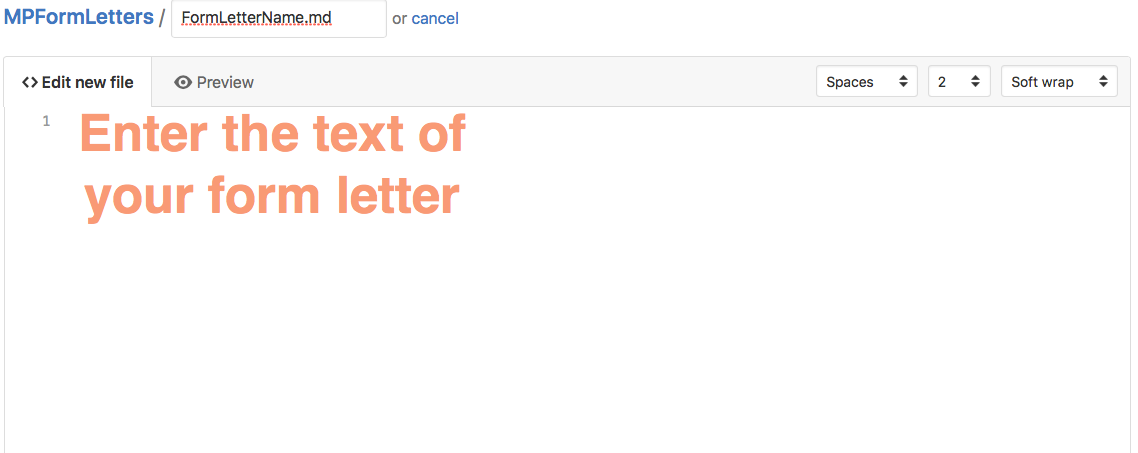 MPFormLetters / FormLetterName.md or cancel
Edit new file Preview Spaces 2 Soft wrap
1 Enter the text of
your form letter